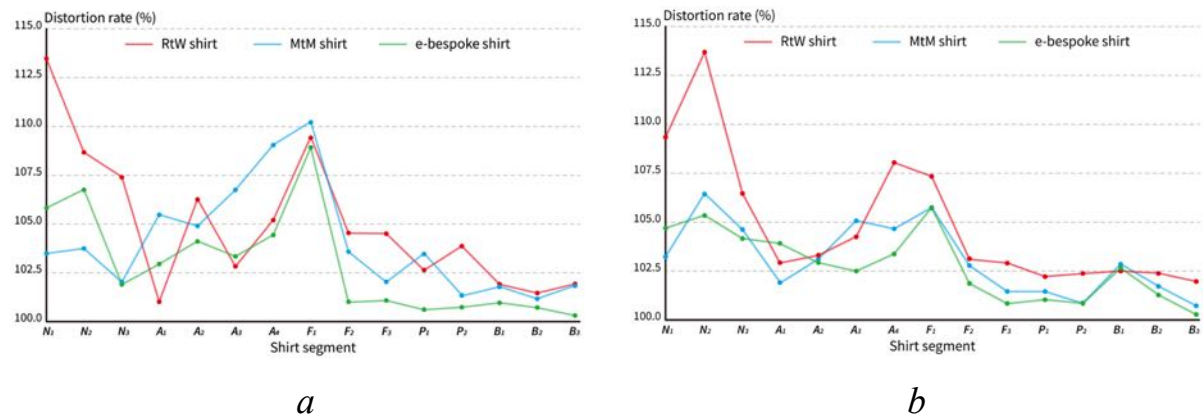 Distortion rate (%)
115.0
RtW shirt MtM shirt e-bespoke shirt
112.5
110.0
107.5
105.0
102.5
100.0
N₁ N₂ N₃ A₁ A₂ A₃ A₄ F₁ F₂ F₃ P₁ P₂ B₁ B₂ B₃
Shirt segment
a
Distortion rate (%)
115.0
RtW shirt MtM shirt e-bespoke shirt
112.5
110.0
107.5
105.0
102.5
100.0
N₁ N₂ N₃ A₁ A₂ A₃ A₄ F₁ F₂ F₃ P₁ P₂ B₁ B₂ B₃
Shirt segment
b